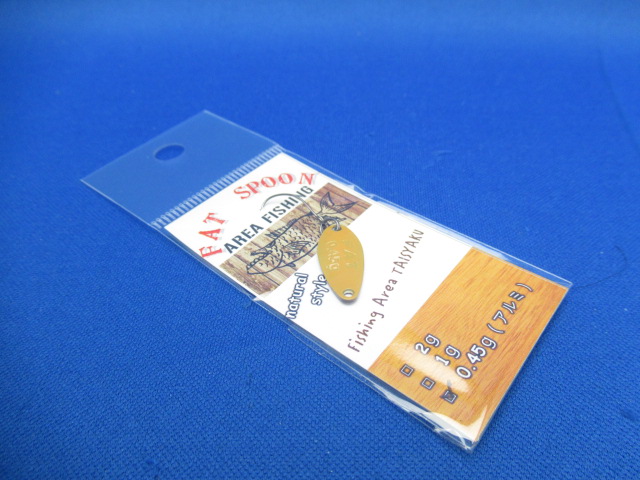 FAT SPOON
AREA FISHING
natural
style
Fishing Area TAISYAKU
2g
1g
0.45g (アルミ)